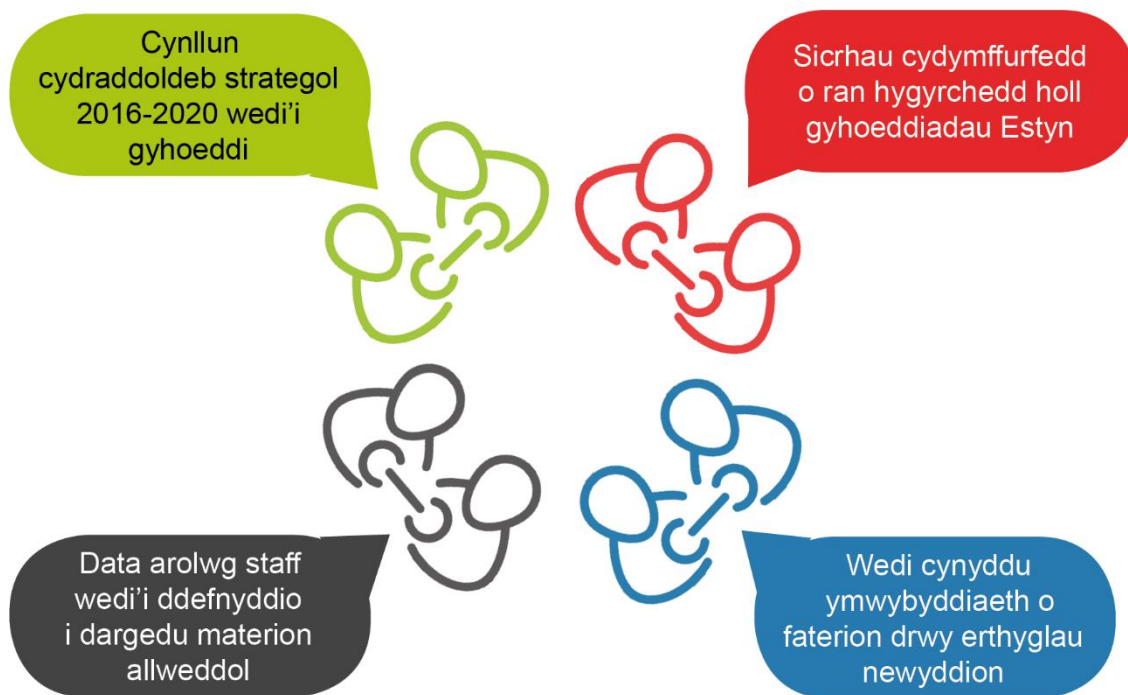 Cynllun
cydraddoldeb strategol
2016-2020 wedi'i
gyhoeddi
Sicrhau cydymffurfedd
o ran hygyrchedd holl
gyhoeddiadau Estyn
Data arolwg staff
wedi'i ddefnyddio
i dargedu materion
allweddol
Wedi cynyddu
ymwybyddiaeth o
faterion drwy erthyglau
newyddion